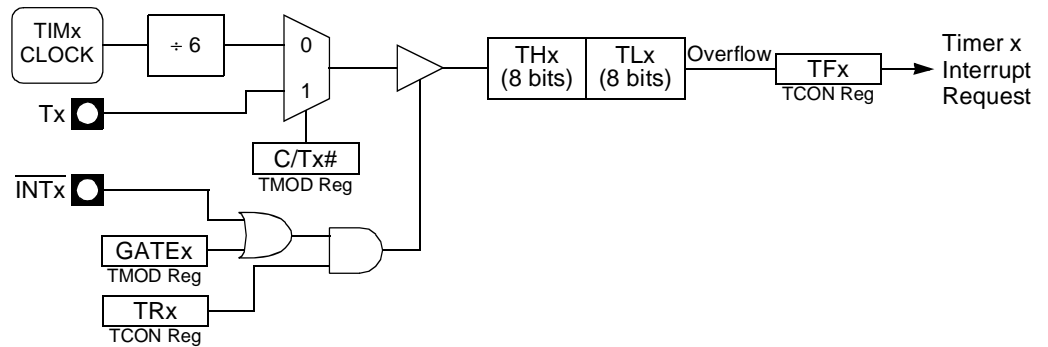 TIMx
CLOCK
÷ 6
0
1
Tx
C/Tx#
TMOD Reg
THx
(8 bits)
TLx
(8 bits)
Overflow
TFx
TCON Reg
Timer x
Interrupt
Request
INTx
GATEx
TMOD Reg
TRx
TCON Reg